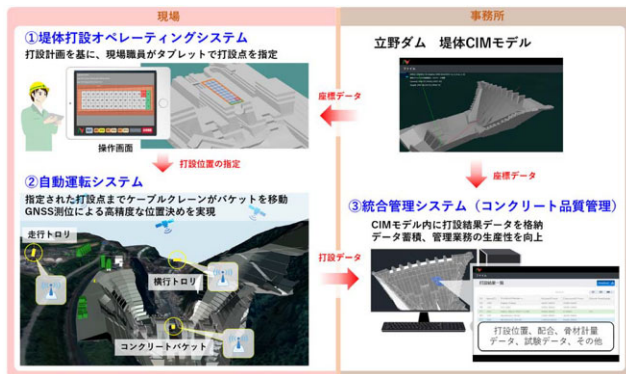 現場
①堤体打設オペレーティングシステム
打設計画を基に、現場職員がタブレットで打設点を指定
操作画面
打設位置の指定
②自動運転システム
指定された打設点までケーブルクレーンがバケットを移動
GNSS測位による高精度な位置決めを実現
走行トロリ
横行トロリ
コンクリートバケット
座標データ
打設データ
事務所
立野ダム 堤体CIMモデル
座標データ
③統合管理システム（コンクリート品質管理）
CIMモデル内に打設結果データを格納
データ蓄積、管理業務の生産性を向上
打設結果一覧
打設位置、配合、骨材計量
データ、試験データ、その他